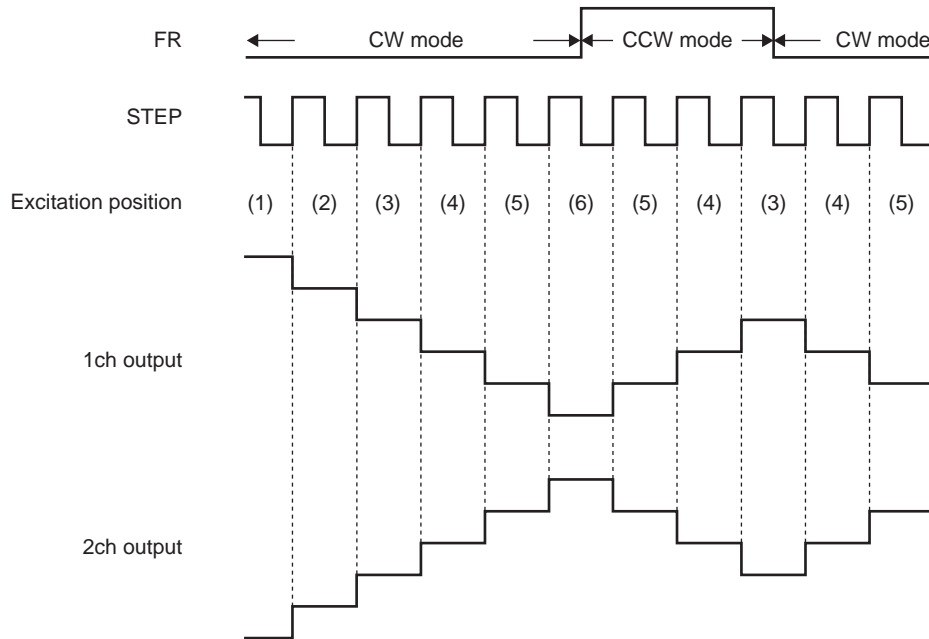 FR CW mode CCW mode CW mode
STEP
Excitation position (1) (2) (3) (4) (5) (6) (5) (4) (3) (4) (5)
1ch output
2ch output